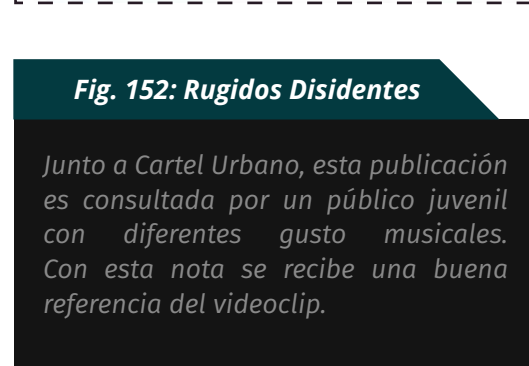 Fig. 152: Rugidos Disidentes
Junto a Cartel Urbano, esta publicación
es consultada por un público juvenil
con diferentes gusto musicales.
Con esta nota se recibe una buena
referencia del videoclip.